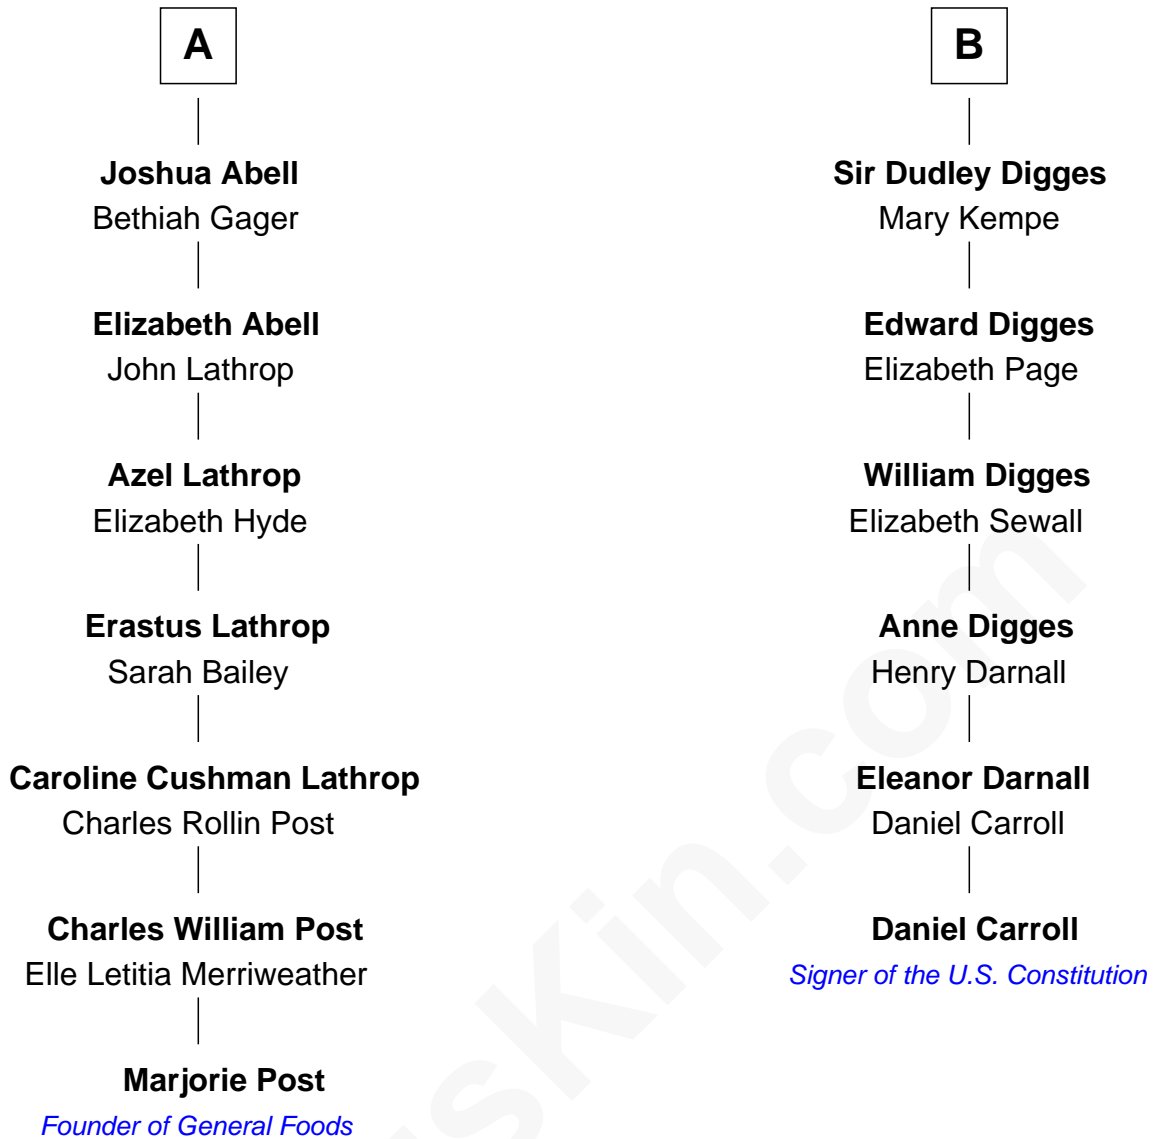 A
Joshua Abell
Bethiah Gager
Elizabeth Abell
John Lathrop
Azel Lathrop
Elizabeth Hyde
Erastus Lathrop
Sarah Bailey
Caroline Cushman Lathrop
Charles Rollin Post
Charles William Post
Elle Letitia Merriweather
Marjorie Post
Founder of General Foods
B
Sir Dudley Digges
Mary Kempe
Edward Digges
Elizabeth Page
William Digges
Elizabeth Sewall
Anne Digges
Henry Darnall
Eleanor Darnall
Daniel Carroll
Daniel Carroll
Signer of the U.S. Constitution
sKin.com